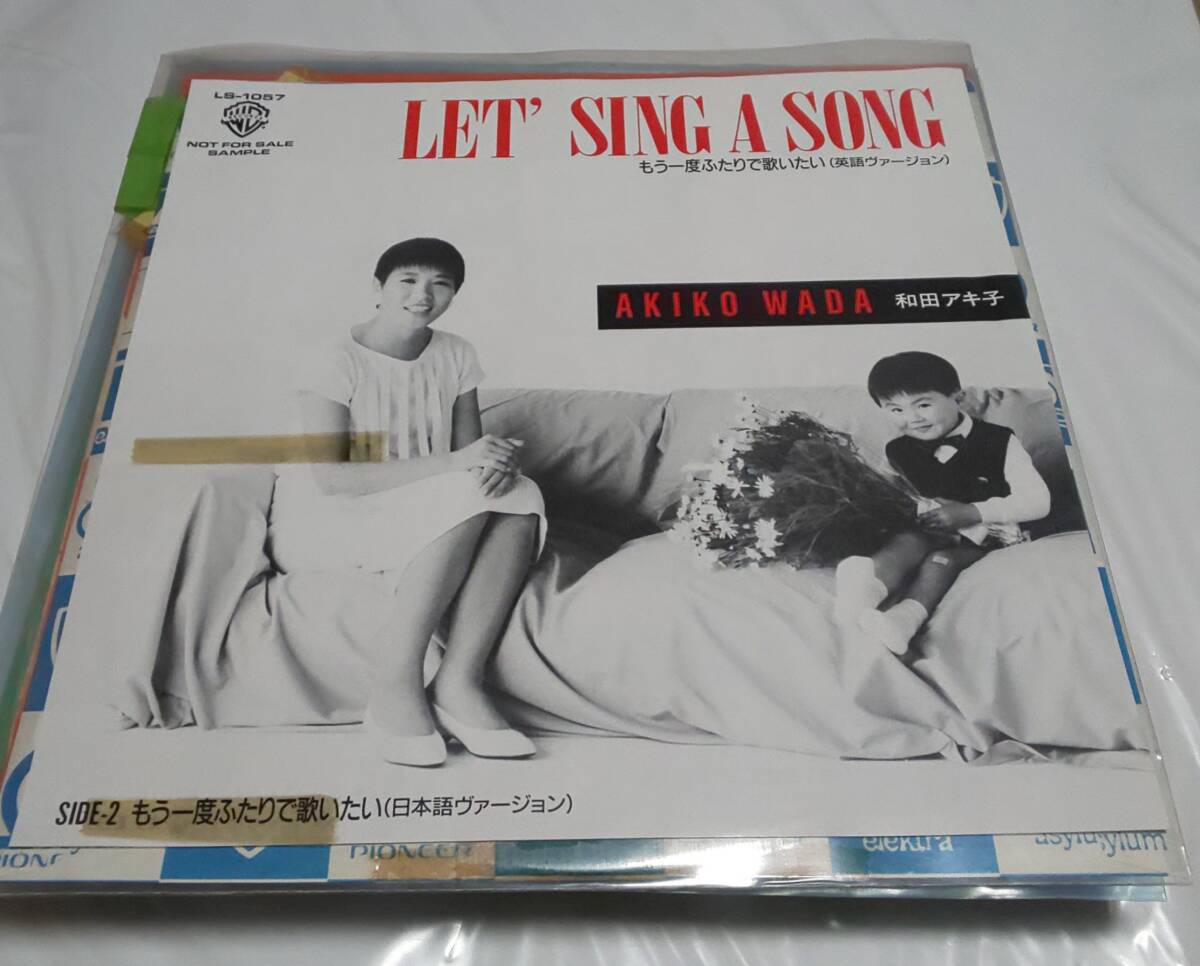 LS-1057
NOT FOR SALE
SAMPLE
LET' SING A SONG
もう一度ふたりで歌いたい(英語ヴァージョン)
AKIKO WADA 和田アキ子
SIDE-2 もう一度ふたりで歌いたい(日本語ヴァージョン)
PIONEER
elektra